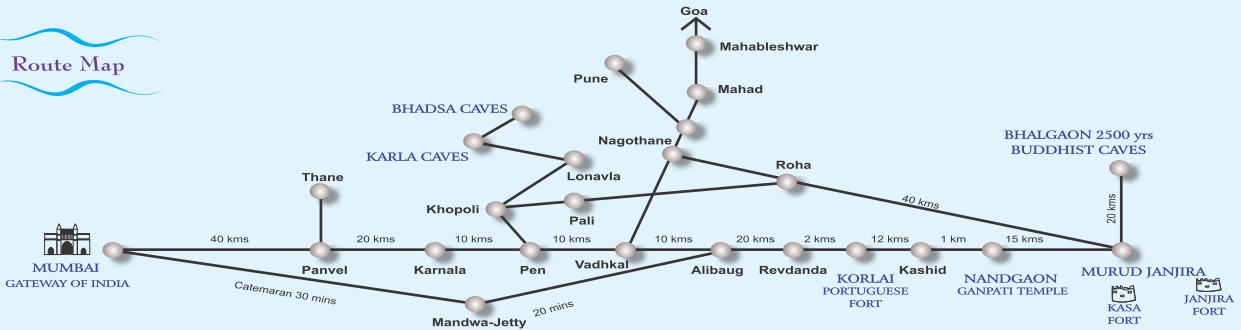 Route Map
Goa
Mahableshwar
Pune
Mahad
BHADSA CAVES
Nagothane
KARLA CAVES
BHALGAON 2500 yrs
BUDDHIST CAVES
Thane
Lonavla
Roha
Khopoli
Pali
40 kms
20 kms
40 kms
20 kms
10 kms
10 kms
10 kms
20 kms
2 kms
12 kms
1 km
15 kms
MUMBAI
GATEWAY OF INDIA
Panvel
Karnala
Pen
Vadhkal
Alibaug
Revdanda
KORLAI
PORTUGUESE
FORT
Kashid
NANDGAON
GANPATI TEMPLE
MURUD JANJIRA
KASA
FORT
JANJIRA
FORT
Catemaran 30 mins
20 mins
Mandwa-Jetty